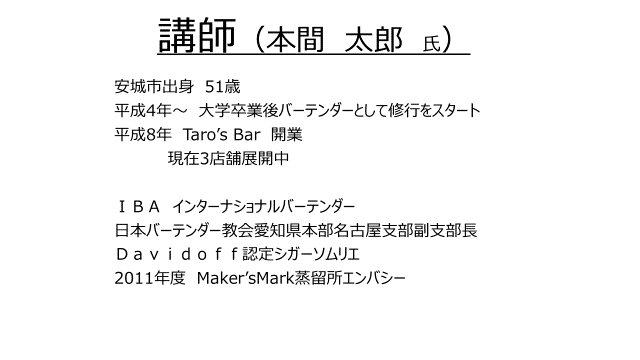 講師（本間　太郎　氏）
安城市出身　51歳
平成4年～　大学卒業後バーテンダーとして修行をスタート
平成8年　Taro’s Bar　開業
現在3店舗展開中
ＩＢＡ　インターナショナルバーテンダー
日本バーテンダー教会愛知県本部名古屋支部副支部長
Ｄａｖｉｄｏｆｆ認定シガーソムリエ
2011年度　Maker’sMark蒸留所エンバシー